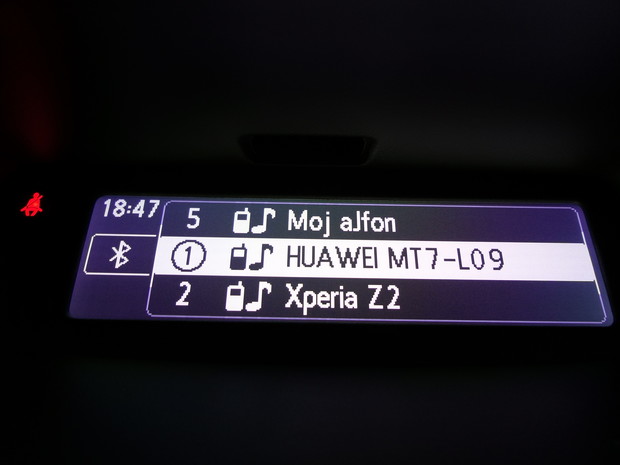 18:47
5 Moj aJfon
1 HUAWEI MT7-L09
2 Xperia Z2